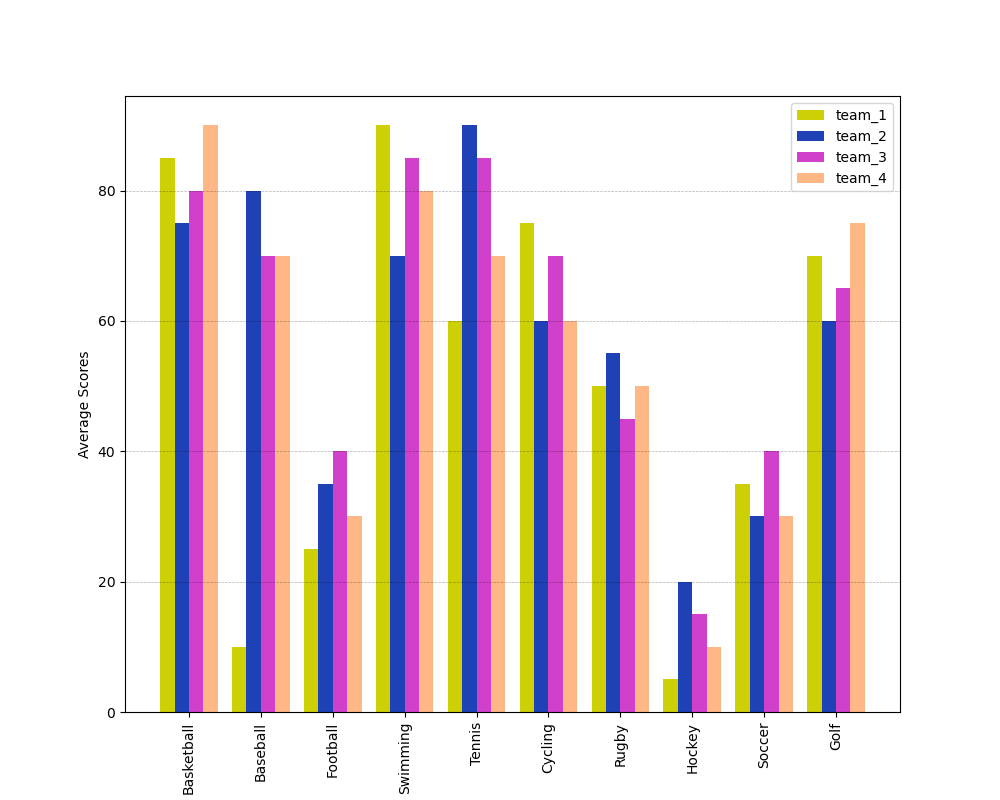 team_1
team_2
team_3
team_4
Average Scores
80
60
40
20
0
Basketball
Baseball
Football
Swimming
Tennis
Cycling
Rugby
Hockey
Soccer
Golf